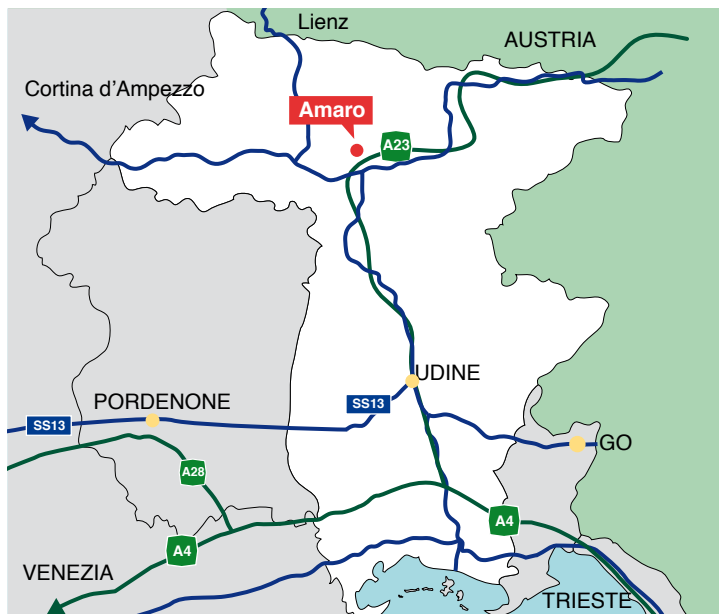 Lienz
AUSTRIA
Cortina d'Ampezzo
Amaro
A23
UDINE
PORDENONE
SS13
SS13
GO
A28
A4
A4
VENEZIA
TRIESTE